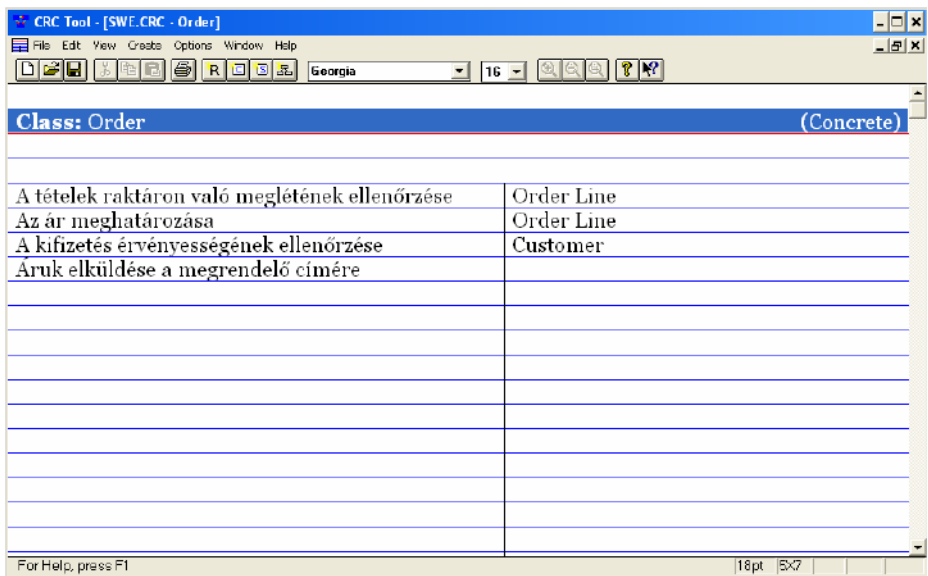 CRC Tool - [SWE.CRC - Order]
File Edit View Create Options Window Help
R C S Georgia 16
Class: Order (Concrete)
A tételek raktáron való meglétének ellenőrzése Order Line
Az ár meghatározása Order Line
A kifizetés érvényességének ellenőrzése Customer
Áruk elküldése a megrendelő címére
For Help, press F1 18pt 5X7